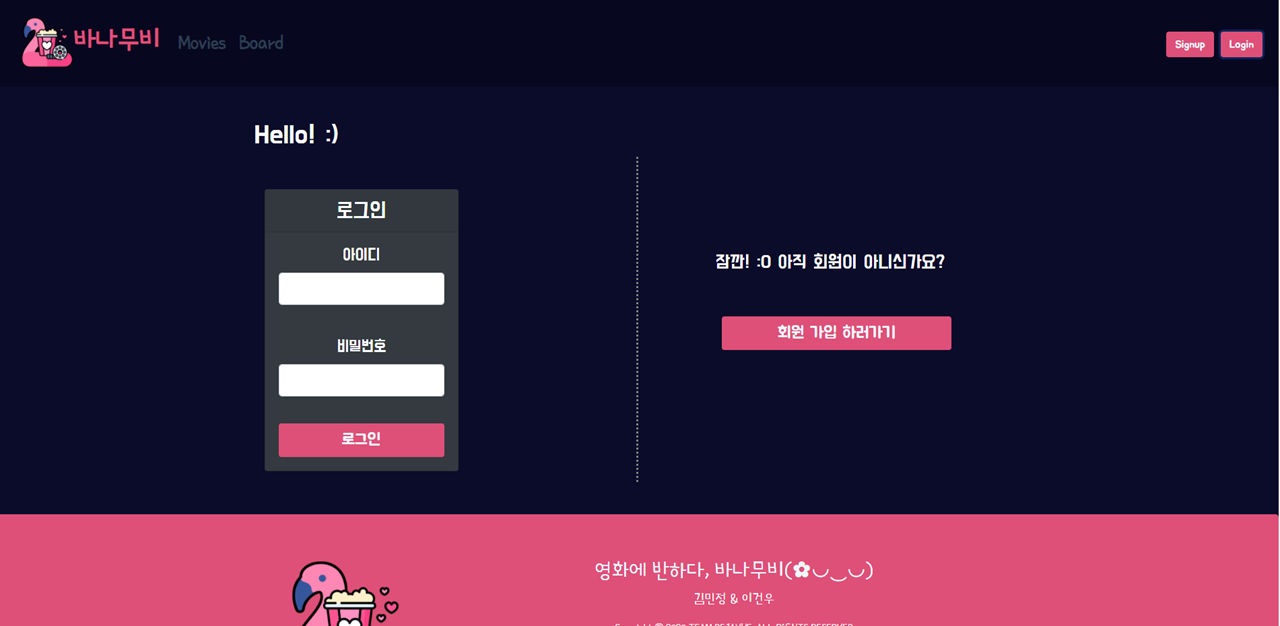 바나무비 Movies Board Signup Login
Hello! :)
로그인
아이디
비밀번호
로그인
잠깐! :O 아직 회원이 아니신가요?
회원 가입 하러가기
영화에 반하다, 바나무비(✿◡‿◡)
김민정 & 이건우